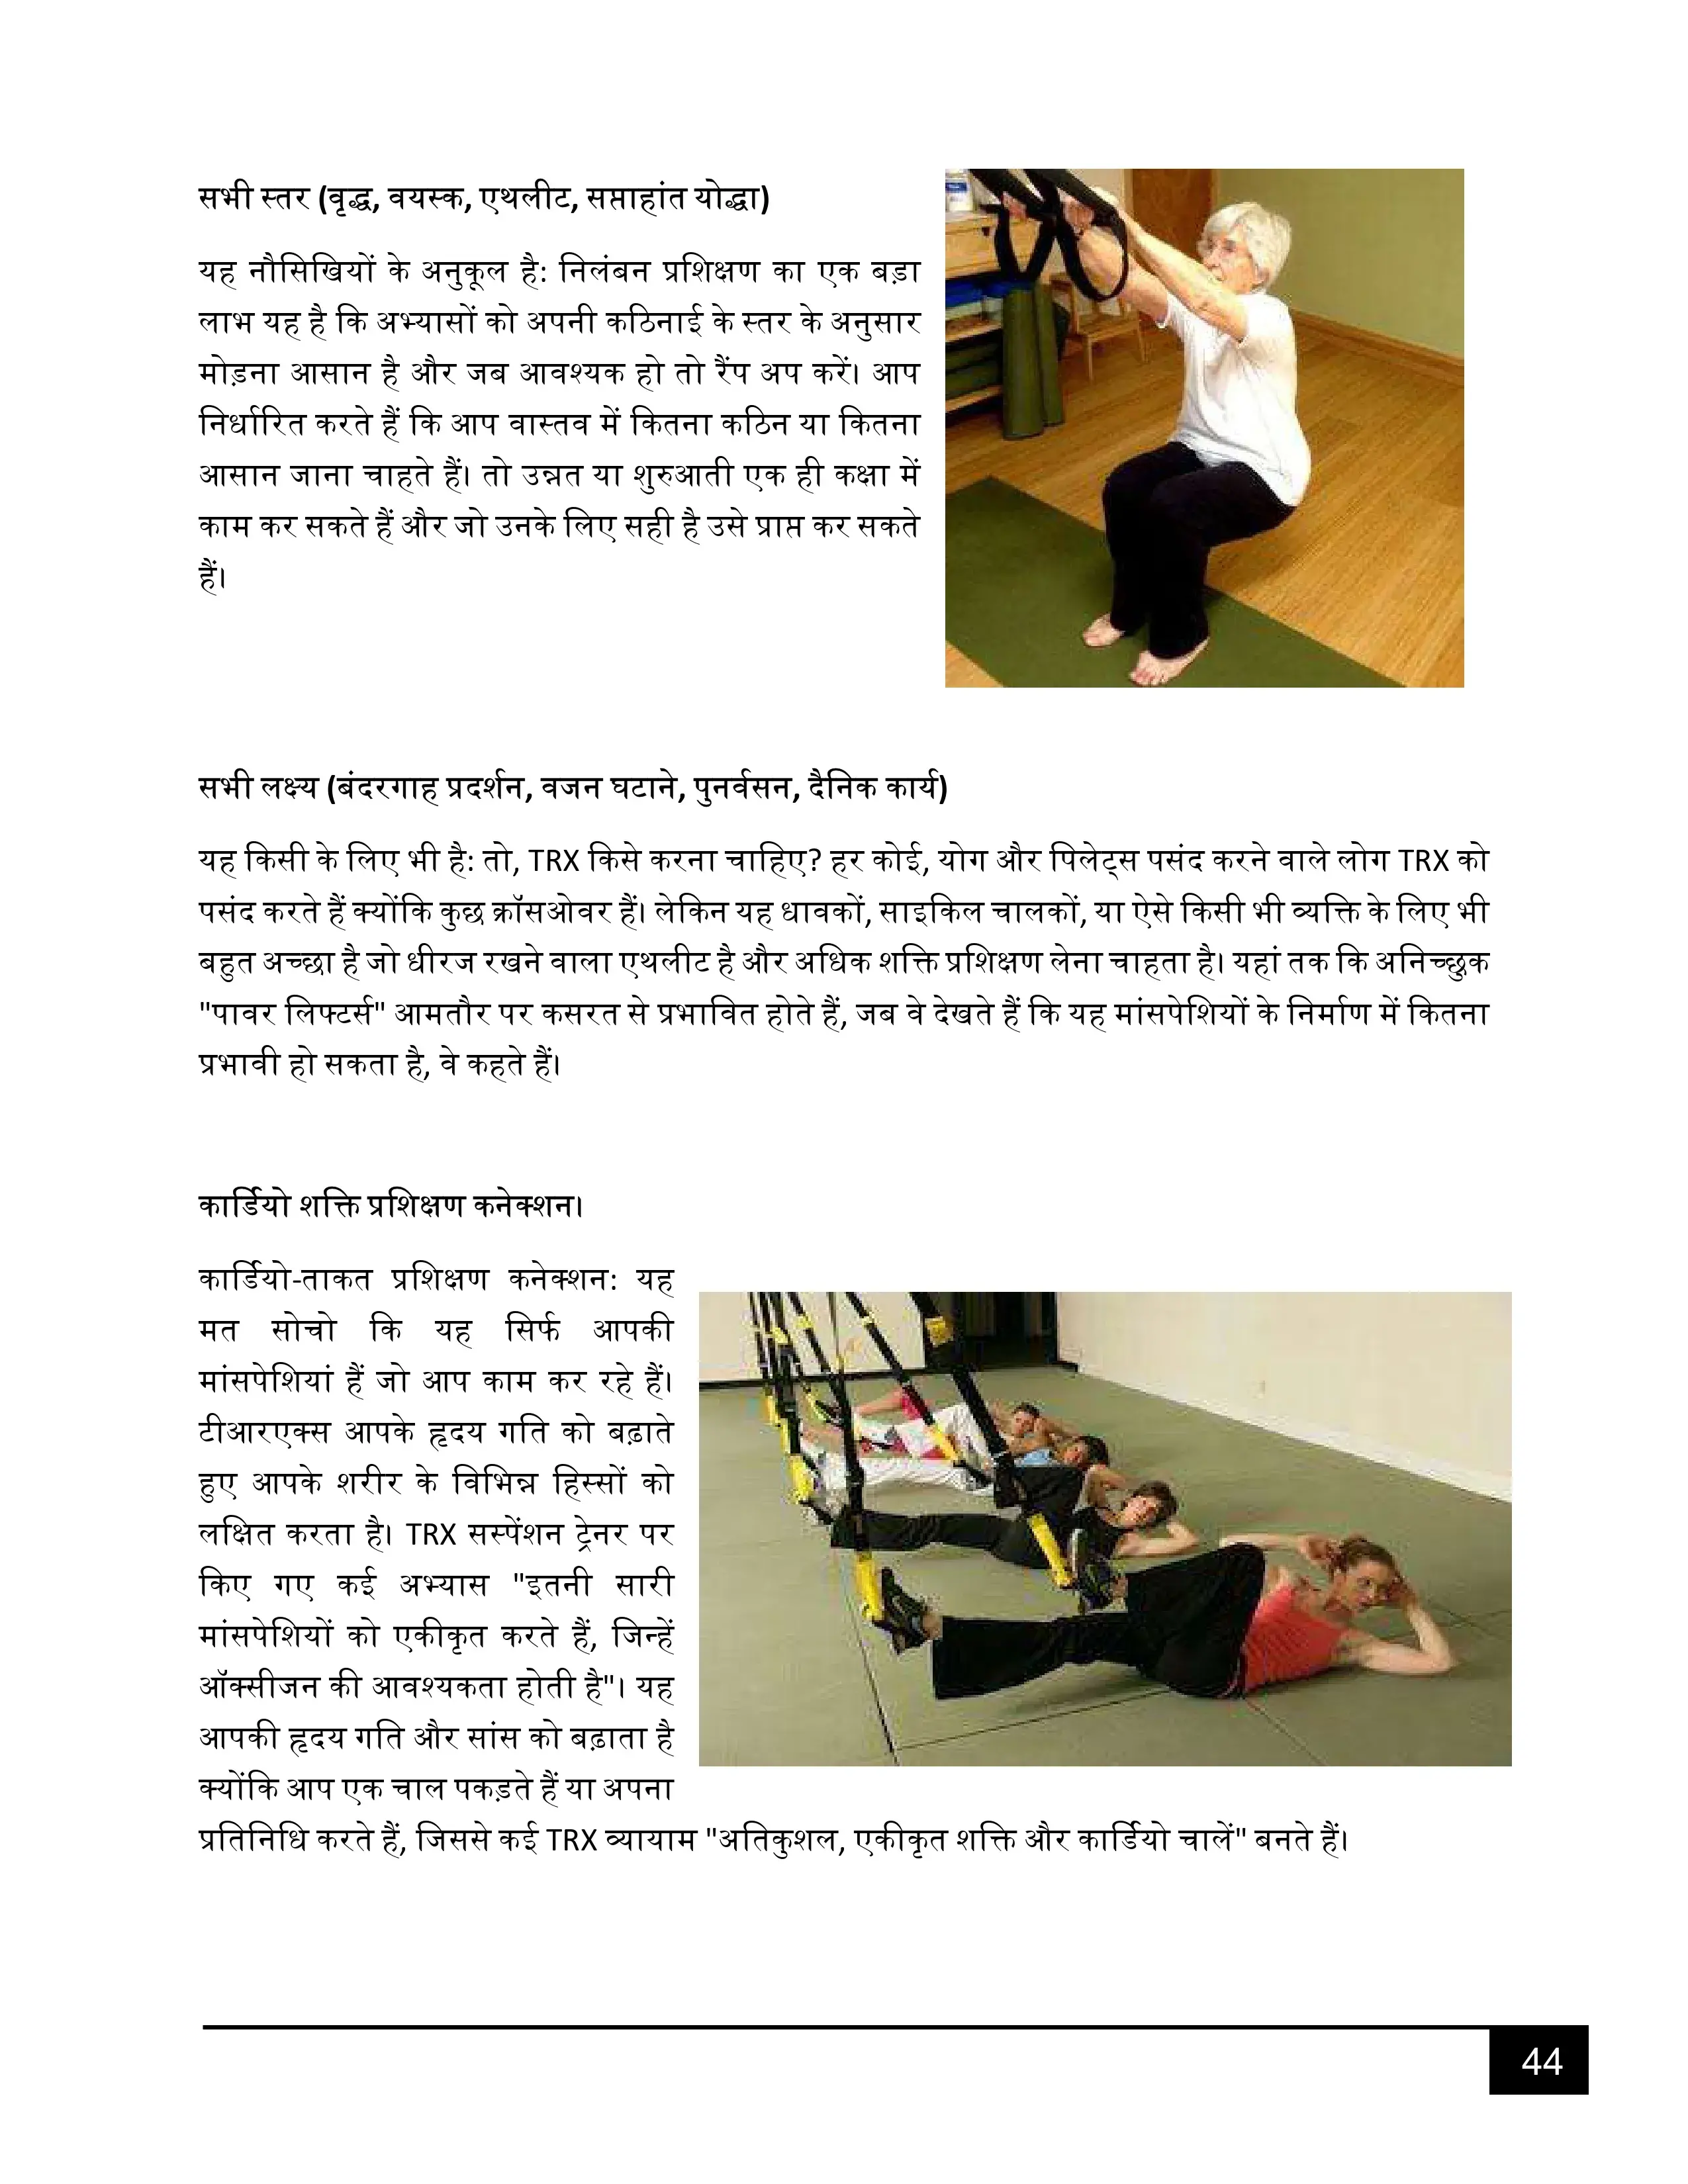 सभी स्तर (वृद्ध, वयस्क, एथलीट, सप्ताहांत योद्धा)
यह नौसिखियों के अनुकूल है: निलंबन प्रशिक्षण का एक बड़ा
लाभ यह है कि अभ्यासों को अपनी कठिनाई के स्तर के अनुसार
मोड़ना आसान है और जब आवश्यक हो तो रैंप अप करें। आप
निर्धारित करते हैं कि आप वास्तव में कितना कठिन या कितना
आसान जाना चाहते हैं। तो उन्नत या शुरुआती एक ही कक्षा में
काम कर सकते हैं और जो उनके लिए सही है उसे प्राप्त कर सकते
हैं।
सभी लक्ष्य (बंदरगाह प्रदर्शन, वजन घटाने, पुनर्वसन, दैनिक कार्य)
यह किसी के लिए भी है: तो, TRX किसे करना चाहिए? हर कोई, योग और पिलेट्स पसंद करने वाले लोग TRX को
पसंद करते हैं क्योंकि कुछ क्रॉसओवर हैं। लेकिन यह धावकों, साइकिल चालकों, या ऐसे किसी भी व्यक्ति के लिए भी
बहुत अच्छा है जो धीरज रखने वाला एथलीट है और अधिक शक्ति प्रशिक्षण लेना चाहता है। यहां तक कि अनिच्छुक
"पावर लिफ्टर्स" आमतौर पर कसरत से प्रभावित होते हैं, जब वे देखते हैं कि यह मांसपेशियों के निर्माण में कितना
प्रभावी हो सकता है, वे कहते हैं।
कार्डियो शक्ति प्रशिक्षण कनेक्शन।
कार्डियो-ताकत प्रशिक्षण कनेक्शन: यह
मत सोचो कि यह सिर्फ आपकी
मांसपेशियां हैं जो आप काम कर रहे हैं।
टीआरएक्स आपके हृदय गति को बढ़ाते
हुए आपके शरीर के विभिन्न हिस्सों को
लक्षित करता है। TRX सस्पेंशन ट्रेनर पर
किए गए कई अभ्यास "इतनी सारी
मांसपेशियों को एकीकृत करते हैं, जिन्हें
ऑक्सीजन की आवश्यकता होती है"। यह
आपकी हृदय गति और सांस को बढ़ाता है
क्योंकि आप एक चाल पकड़ते हैं या अपना
प्रतिनिधि करते हैं, जिससे कई TRX व्यायाम "अतिकुशल, एकीकृत शक्ति और कार्डियो चालें" बनते हैं।
44